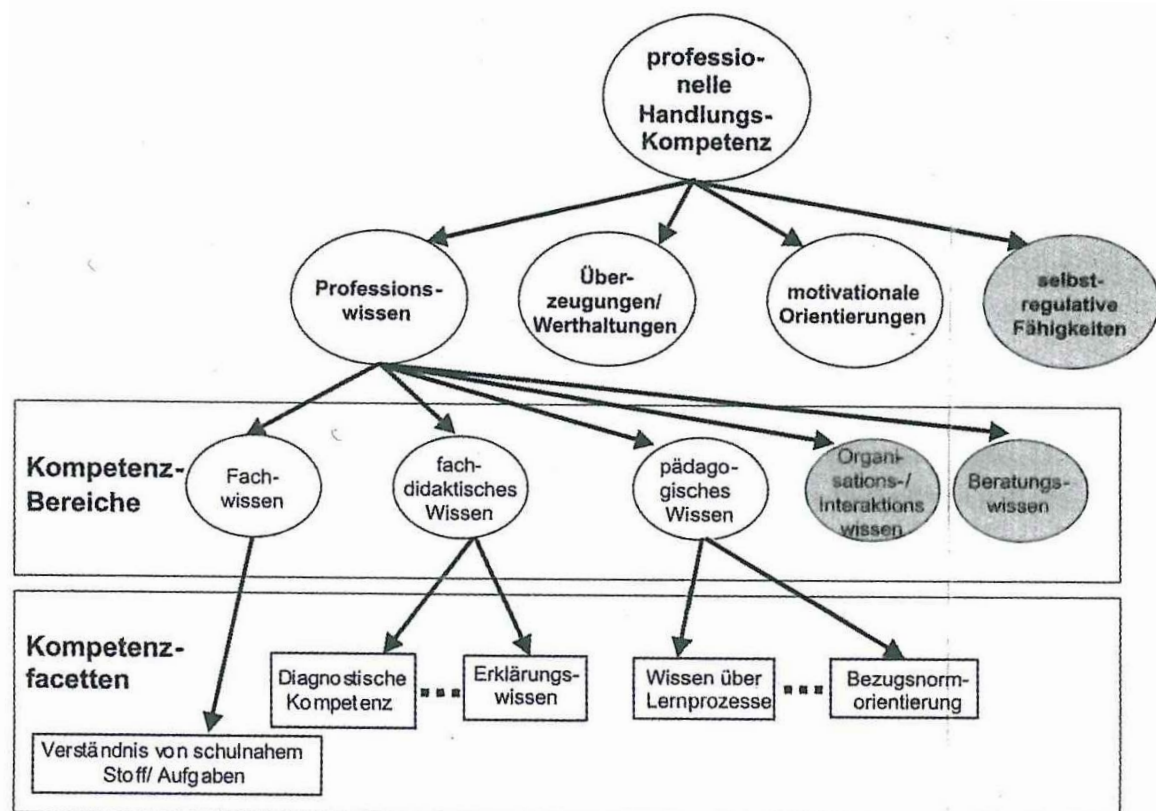 professio-
nelle
Handlungs-
Kompetenz
Professions-
wissen
Über-
zeugungen/
Werthaltungen
motivationale
Orientierungen
selbst-
regulative
Fähigkeiten
Kompetenz-
Bereiche
Fach-
wissen
fach-
didaktisches
Wissen
pädago-
gisches
Wissen
Organi-
sations-/
Interaktions
wissen
Beratungs-
wissen
Kompetenz-
facetten
Diagnostische
Kompetenz
Erklärungs-
wissen
Wissen über
Lernprozesse
Bezugsnorm-
orientierung
Verständnis von schulnahem
Stoff/ Aufgaben